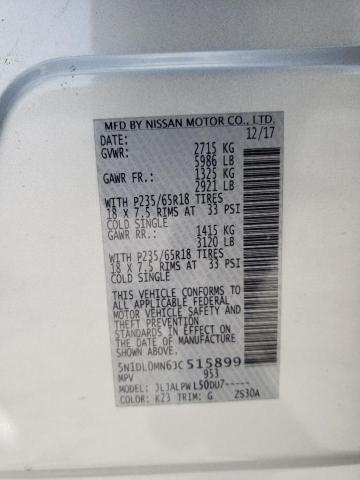 MFD BY NISSAN MOTOR CO., LTD.
DATE: 12/17
GVWR: 2715 KG
5986 LB
GAWR FR.: 1325 KG
2921 LB
WITH P235/65R18 TIRES
18 X 7.5 RIMS AT 33 PSI
COLD SINGLE
GAWR RR.: 1415 KG
3120 LB
WITH P235/65R18 TIRES
18 X 7.5 RIMS AT 33 PSI
COLD SINGLE
THIS VEHICLE CONFORMS TO
ALL APPLICABLE FEDERAL
MOTOR VEHICLE SAFETY AND
THEFT PREVENTION
STANDARDS IN EFFECT ON
THE DATE OF MANUFACTURE
SHOWN ABOVE.
5N1DL0MN6JC515899
MPV 953
MODEL: JLJALPWL50DU7-----
COLOR: K23 TRIM: G ZS30A